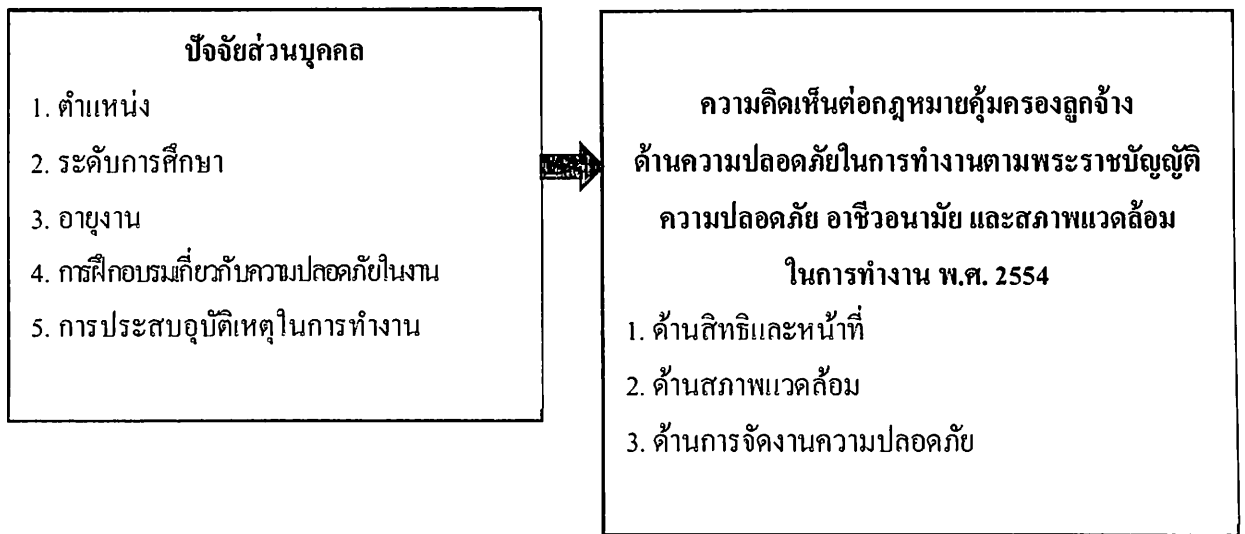 ปัจจัยส่วนบุคคล
1. ตำแหน่ง
2. ระดับการศึกษา
3. อายุงาน
4. การฝึกอบรมเกี่ยวกับความปลอดภัยในงาน
5. การประสบอุบัติเหตุในการทำงาน
ความคิดเห็นต่อกฎหมายคุ้มครองลูกจ้าง
ด้านความปลอดภัยในการทำงานตามพระราชบัญญัติ
ความปลอดภัย อาชีวอนามัย และสภาพแวดล้อม
ในการทำงาน พ.ศ. 2554
1. ด้านสิทธิและหน้าที่
2. ด้านสภาพแวดล้อม
3. ด้านการจัดงานความปลอดภัย